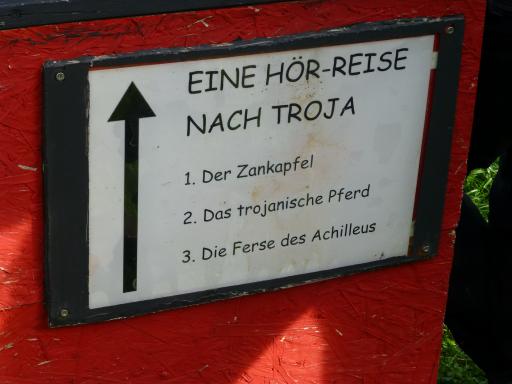 EINE HÖR-REISE
NACH TROJA
1. Der Zankapfel
2. Das trojanische Pferd
3. Die Ferse des Achilleus